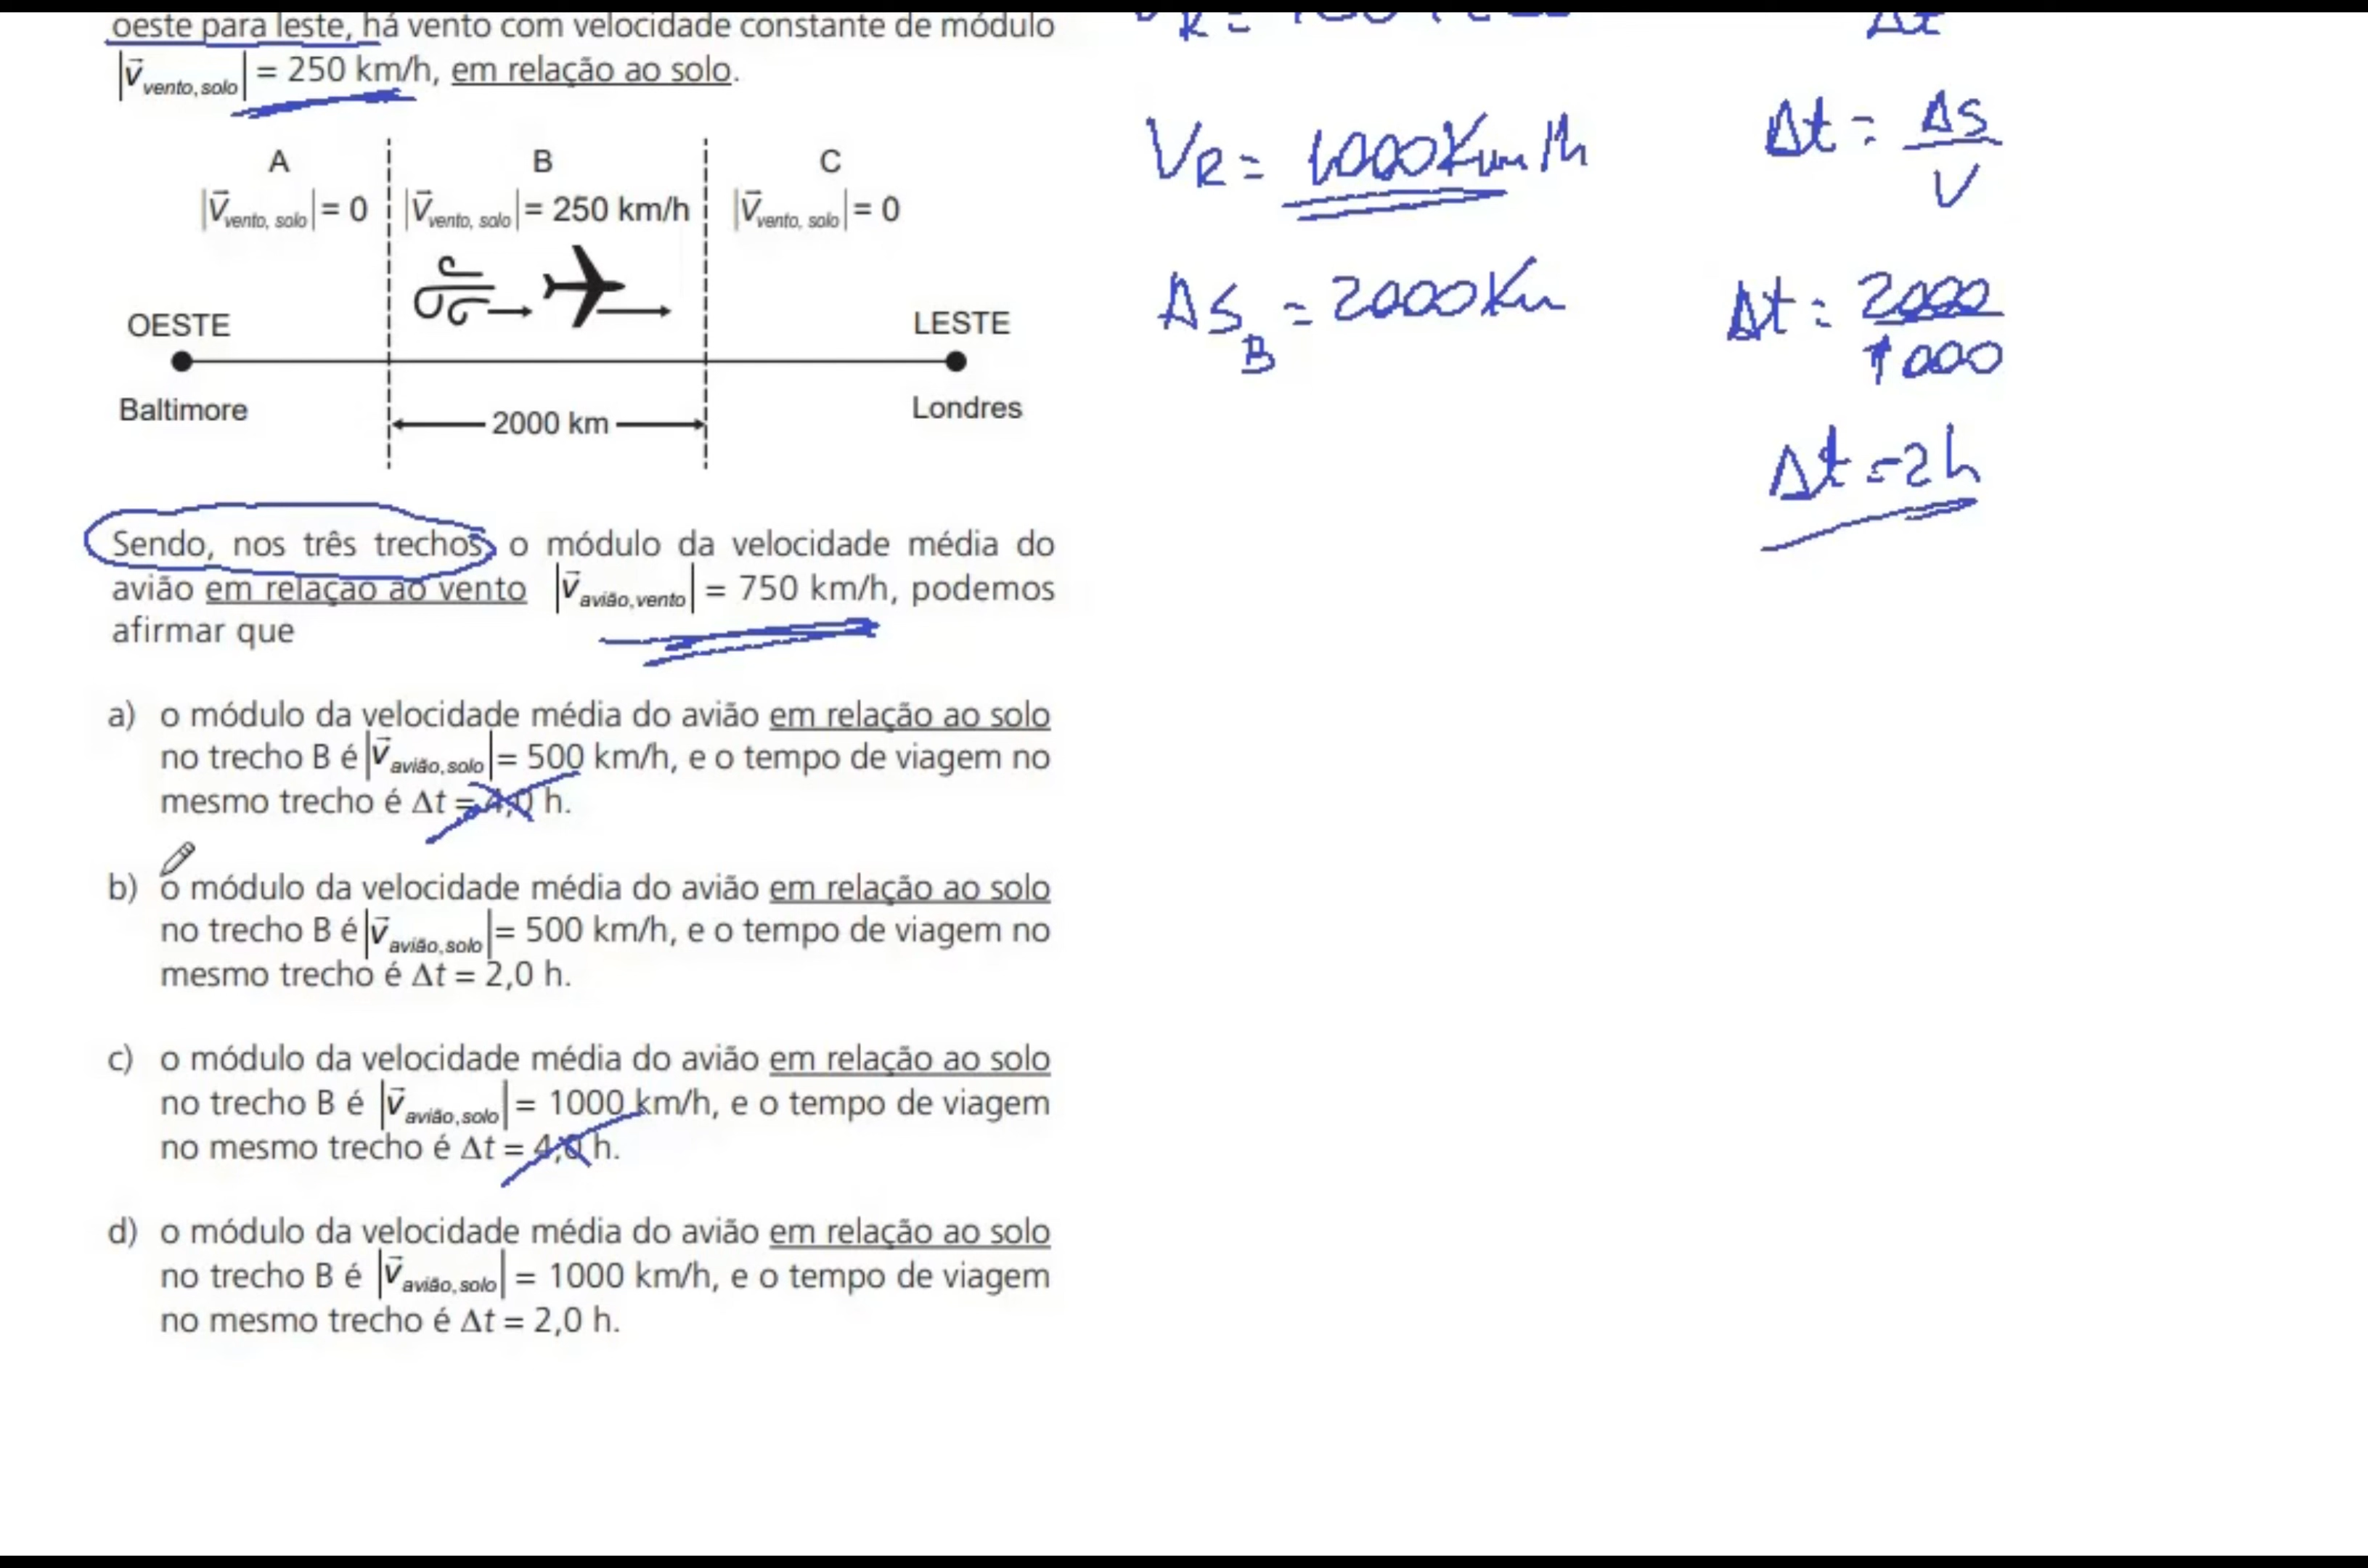 oeste para leste, há vento com velocidade constante de módulo
|v⃗ vento, solo| = 250 km/h, em relação ao solo.
A B C
|V⃗ vento, solo| = 0 |V⃗ vento, solo| = 250 km/h |V⃗ vento, solo| = 0
OESTE LESTE
Baltimore Londres
2000 km
Sendo, nos três trechos, o módulo da velocidade média do
avião em relação ao vento |v⃗ avião,vento| = 750 km/h, podemos
afirmar que
a) o módulo da velocidade média do avião em relação ao solo
no trecho B é |v⃗ avião,solo| = 500 km/h, e o tempo de viagem no
mesmo trecho é Δt = 4,0 h.
b) o módulo da velocidade média do avião em relação ao solo
no trecho B é |v⃗ avião,solo| = 500 km/h, e o tempo de viagem no
mesmo trecho é Δt = 2,0 h.
c) o módulo da velocidade média do avião em relação ao solo
no trecho B é |v⃗ avião,solo| = 1000 km/h, e o tempo de viagem
no mesmo trecho é Δt = 4,0 h.
d) o módulo da velocidade média do avião em relação ao solo
no trecho B é |v⃗ avião,solo| = 1000 km/h, e o tempo de viagem
no mesmo trecho é Δt = 2,0 h.
VR = 1000 Km/h
ΔS B = 2000 Km
Δt
Δt = ΔS
V
Δt = 2000
1000
Δt = 2h